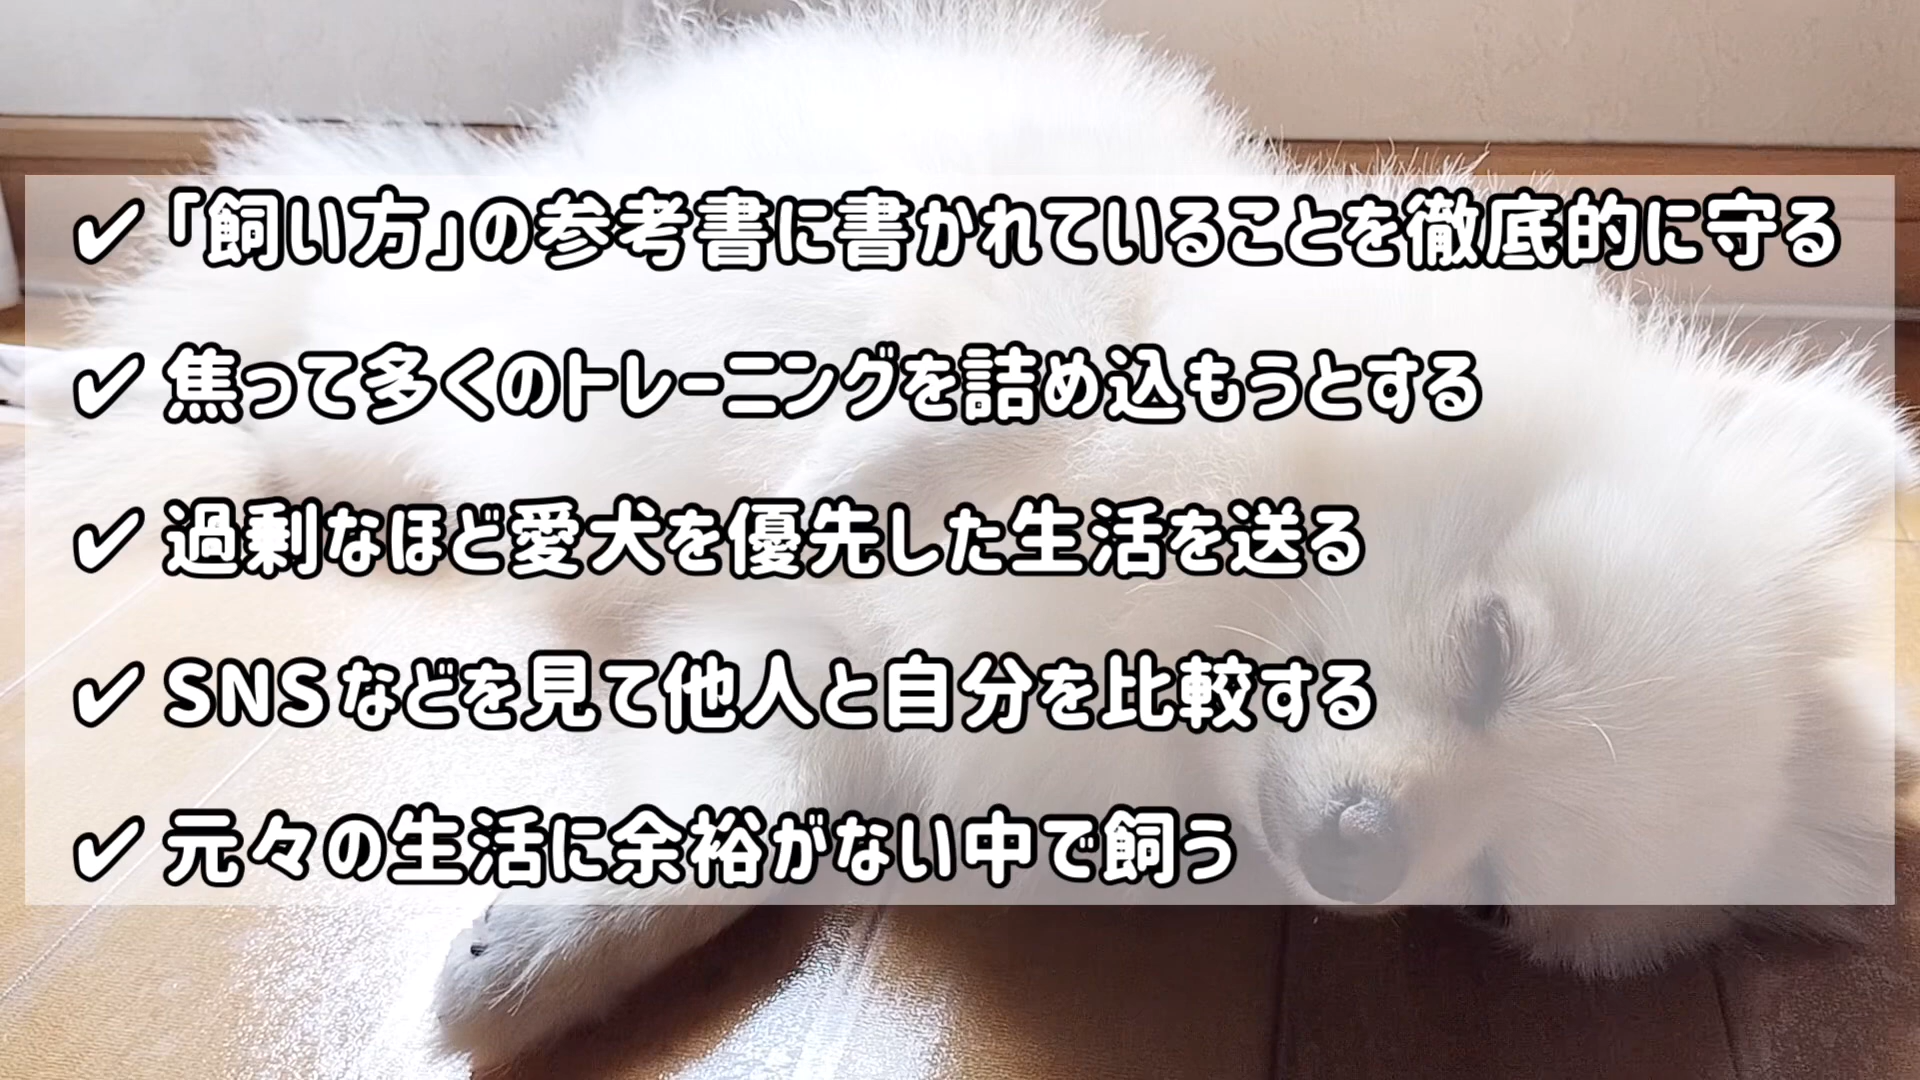 ✔「飼い方」の参考書に書かれていることを徹底的に守る
✔ 焦って多くのトレーニングを詰め込もうとする
✔ 過剰なほど愛犬を優先した生活を送る
✔ SNSなどを見て他人と自分を比較する
✔ 元々の生活に余裕がない中で飼う